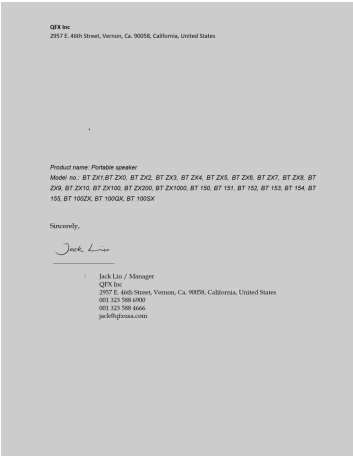 QFX Inc
2957 E. 46th Street, Vernon, Ca. 90058, California, United States
Product name: Portable speaker
Model no.: BT ZX1,BT ZX0, BT ZX2, BT ZX3, BT ZX4, BT ZX5, BT ZX6, BT ZX7, BT ZX8, BT
ZX9, BT ZX10, BT ZX100, BT ZX200, BT ZX1000, BT 150, BT 151, BT 152, BT 153, BT 154, BT
155, BT 100ZX, BT 100QX, BT 100SX
Sincerely,
Jack Liu
: Jack Liu / Manager
QFX Inc
2957 E. 46th Street, Vernon, Ca. 90058, California, United States
001 323 588 6900
001 323 588 4666
jack@qfxusa.com